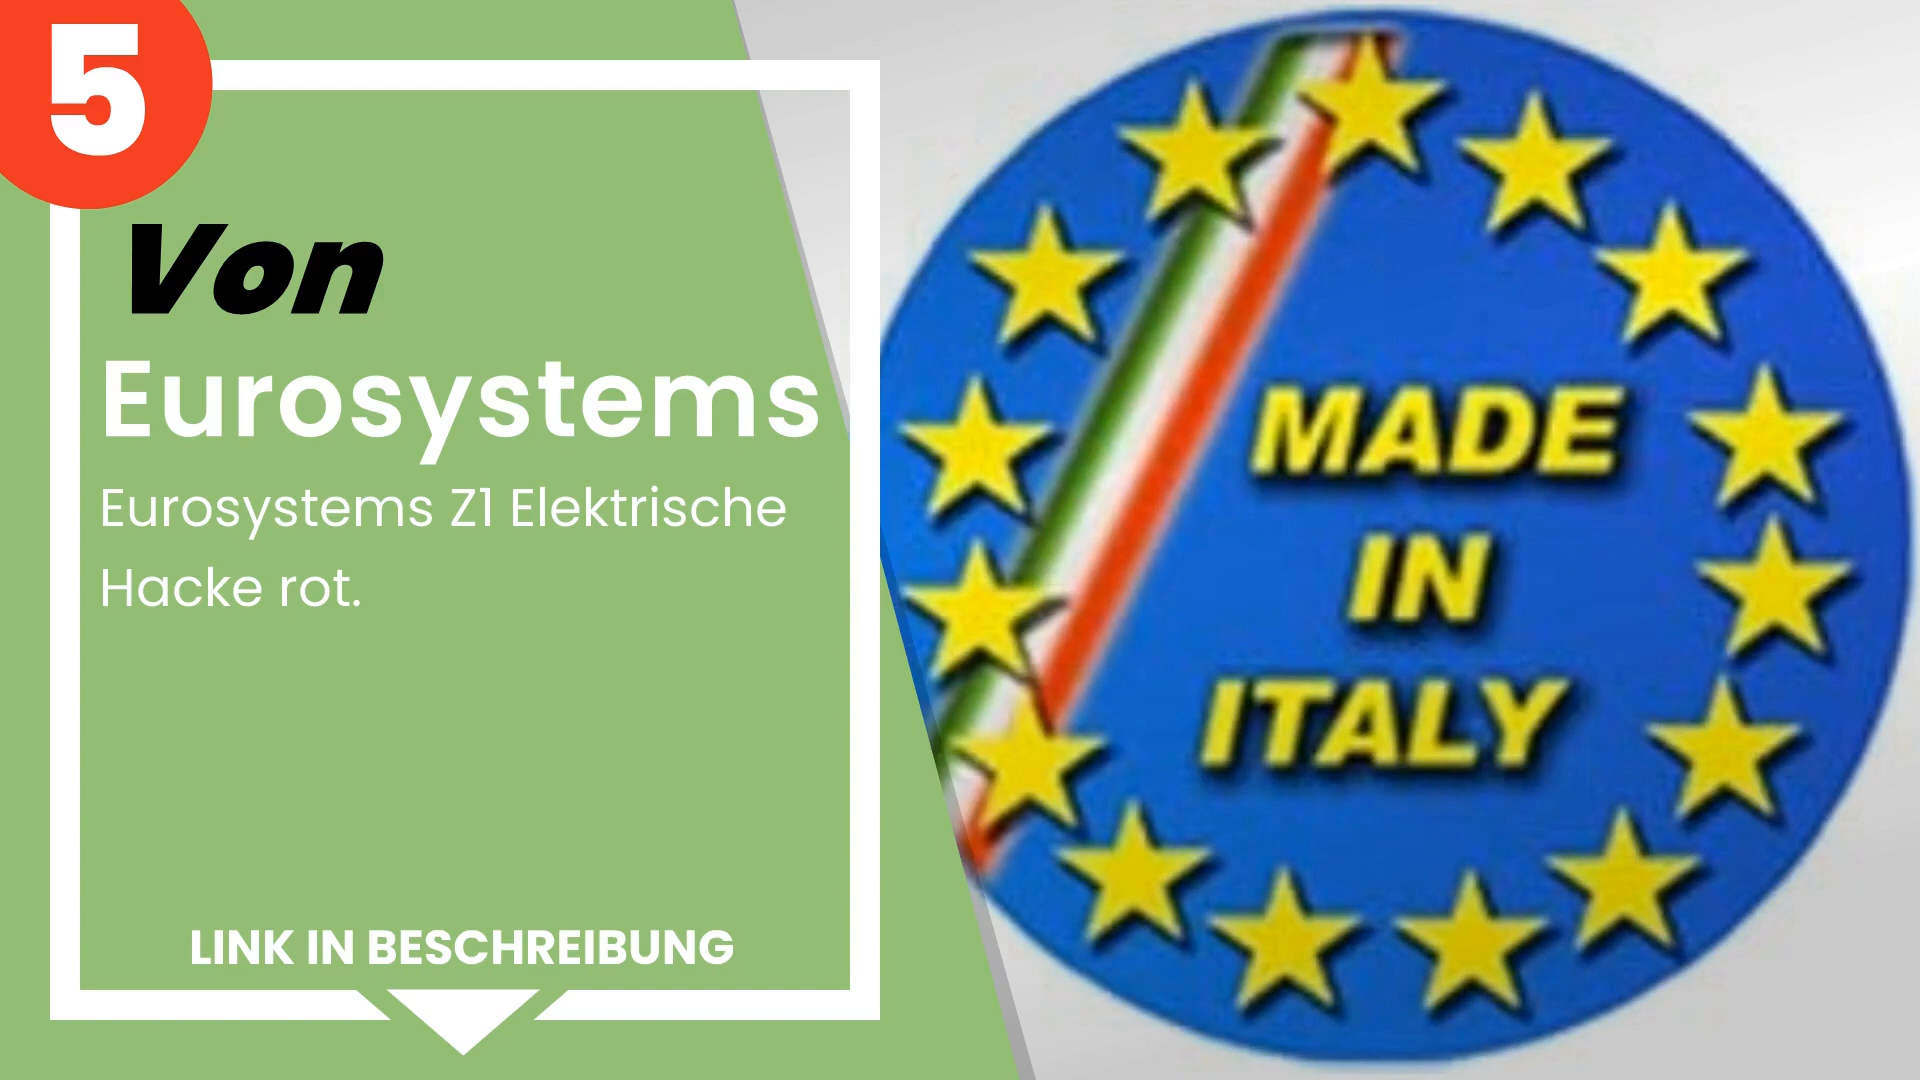 5
Von
Eurosystems
Eurosystems Z1 Elektrische
Hacke rot.
LINK IN BESCHREIBUNG
MADE
IN
ITALY